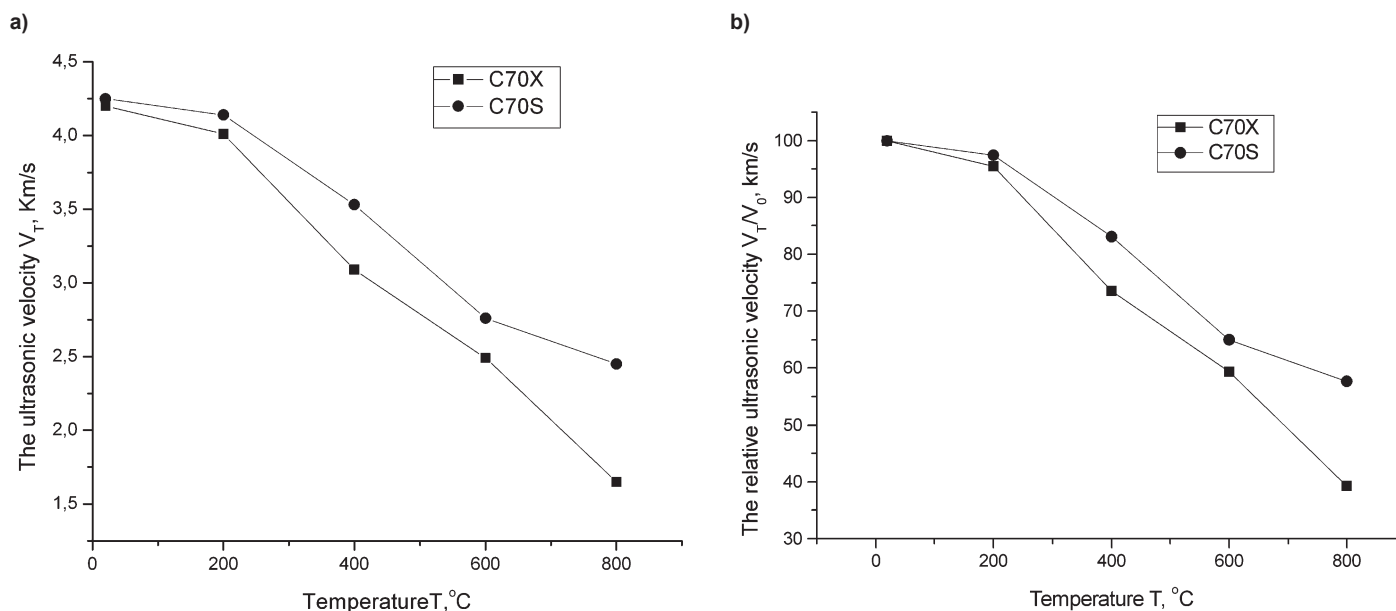 a)
The ultrasonic velocity V_T, Km/s
4,5
4,0
3,5
3,0
2,5
2,0
1,5
C70X
C70S
0 200 400 600 800
TemperatureT,°C
b)
The relative ultrasonic velocity V_T/V_0, km/s
100
90
80
70
60
50
40
30
C70X
C70S
0 200 400 600 800
Temperature T, °C